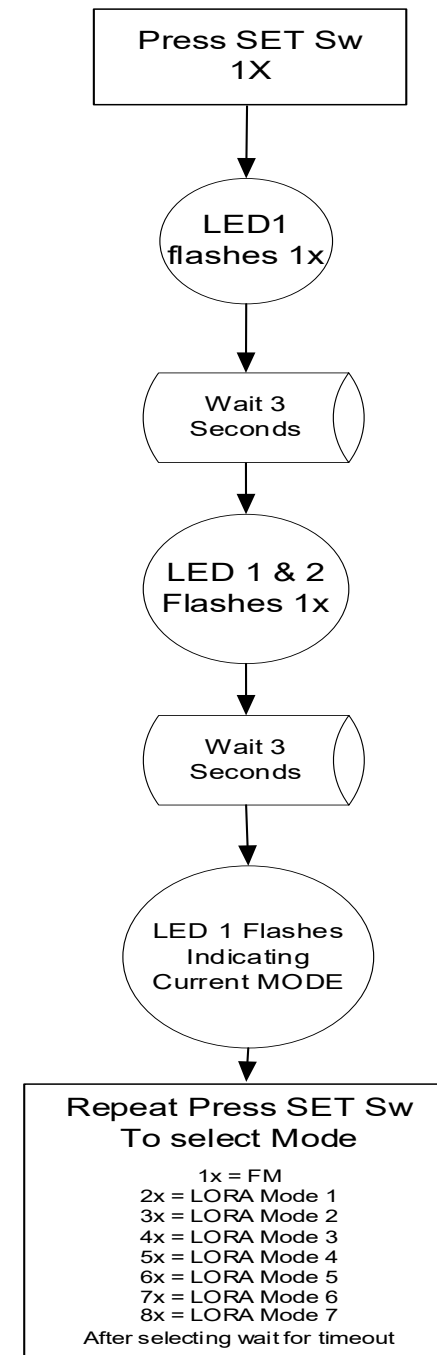 Press SET Sw
1X
LED1
flashes 1x
Wait 3
Seconds
LED 1 & 2
Flashes 1x
Wait 3
Seconds
LED 1 Flashes
Indicating
Current MODE
Repeat Press SET Sw
To select Mode
1x = FM
2x = LORA Mode 1
3x = LORA Mode 2
4x = LORA Mode 3
5x = LORA Mode 4
6x = LORA Mode 5
7x = LORA Mode 6
8x = LORA Mode 7
After selecting wait for timeout